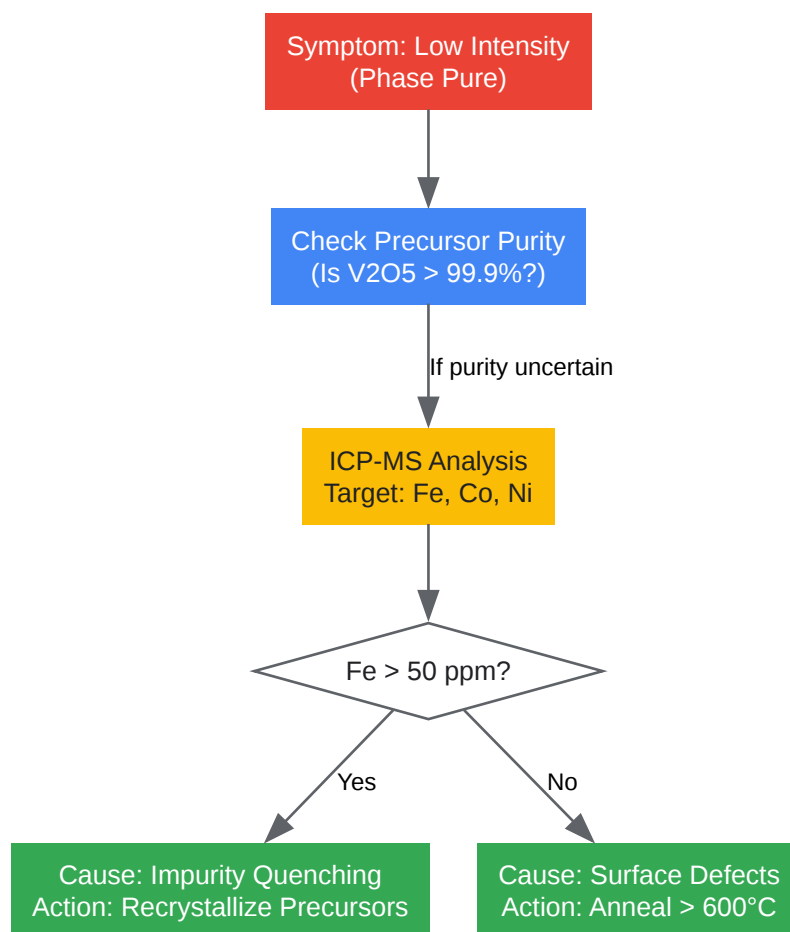 Symptom: Low Intensity
(Phase Pure)
Check Precursor Purity
(Is V2O5 > 99.9%?)
If purity uncertain
ICP-MS Analysis
Target: Fe, Co, Ni
Fe > 50 ppm?
Yes
No
Cause: Impurity Quenching
Action: Recrystallize Precursors
Cause: Surface Defects
Action: Anneal > 600°C